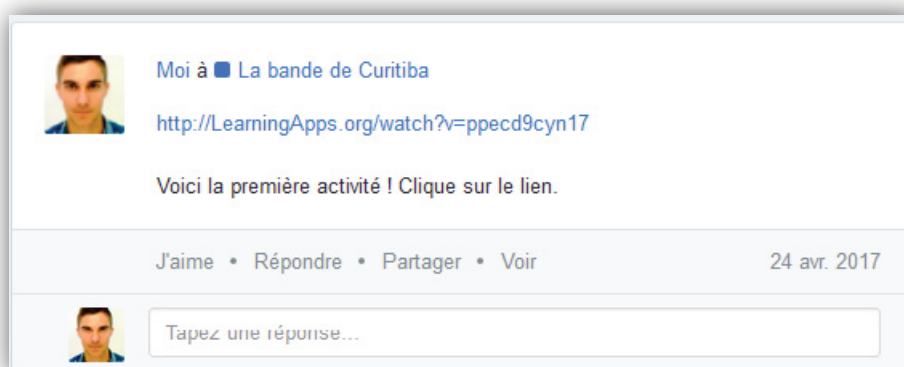 Moi à La bande de Curitiba
http://LearningApps.org/watch?v=ppecd9cyn17
Voici la première activité ! Clique sur le lien.
J'aime • Répondre • Partager • Voir 24 avr. 2017
Tapez une réponse...